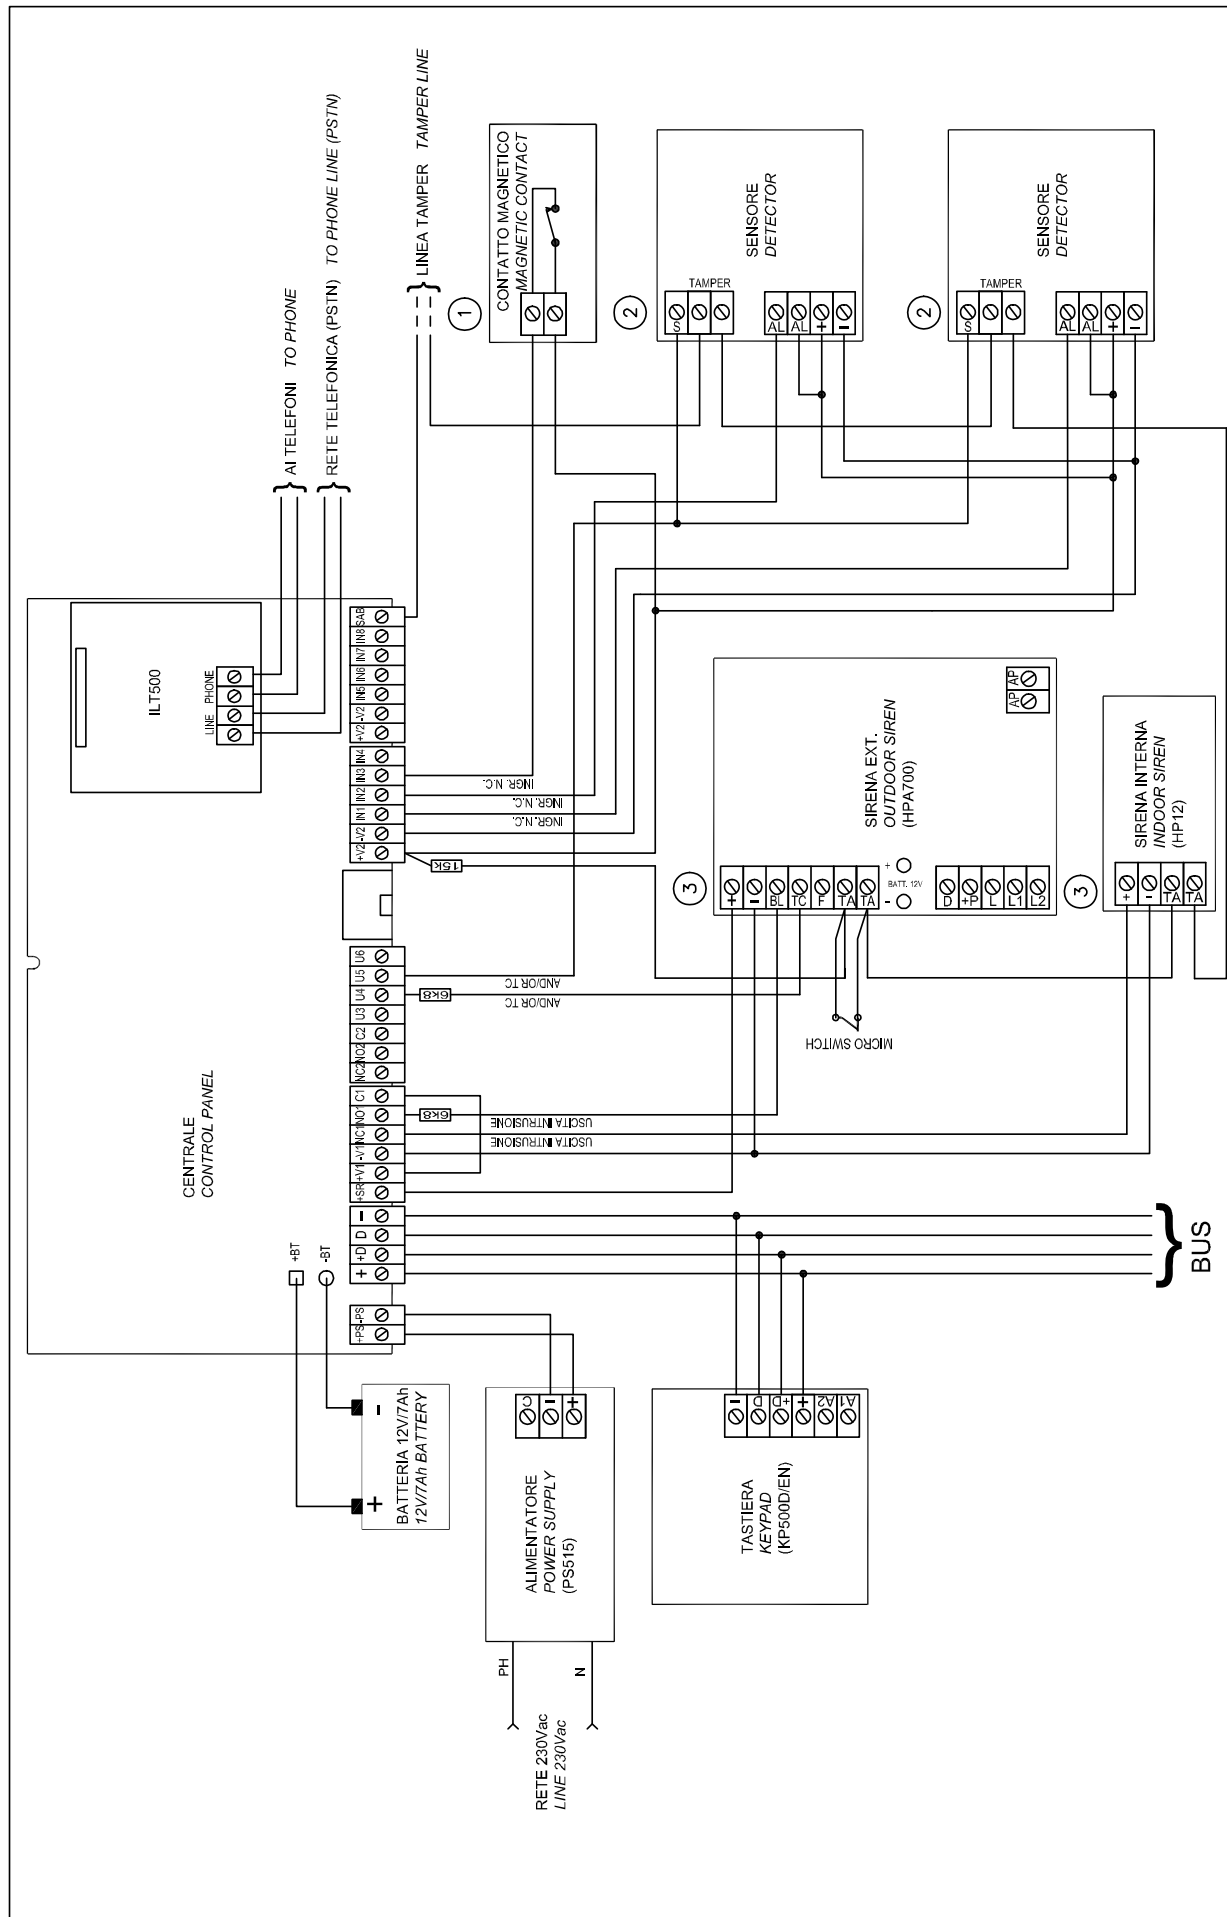 AI TELEFONI TO PHONE
RETE TELEFONICA (PSTN) TO PHONE LINE (PSTN)
LINEA TAMPER TAMPER LINE
ILT500
LINE PHONE
CENTRALE
CONTROL PANEL
+BT
-BT
+PS -PS
+ +D D -
+SR +V1 -V1 NC1 NO1 C1
NC2 NO2 C2 U3 U4 U5 U6
+V2 -V2 IN1 IN2 IN3 IN4
+V2 -V2 IN5 IN6 IN7 IN8 SAB
15k
6k8
6k8
INGR. N.C.
INGR. N.C.
INGR. N.C.
AND/OR TC
AND/OR TC
USCITA INTRUSIONE
USCITA INTRUSIONE
1
CONTATTO MAGNETICO
MAGNETIC CONTACT
2
SENSORE
DETECTOR
TAMPER
S
AL AL + -
2
SENSORE
DETECTOR
TAMPER
S
AL AL + -
3
SIRENA EXT.
OUTDOOR SIREN
(HPA700)
+ - BL TC F TA TA
- BATT. 12V +
D +P L L1 L2
AP AP
MICRO SWITCH
3
SIRENA INTERNA
INDOOR SIREN
(HP12)
+ - TA TA
BUS
- +
BATTERIA 12V/7Ah
12V/7Ah BATTERY
ALIMENTATORE
POWER SUPPLY
(PS515)
C - +
PH
N
RETE 230Vac
LINE 230Vac
TASTIERA
KEYPAD
(KP500D/EN)
- D +D + A2 A1